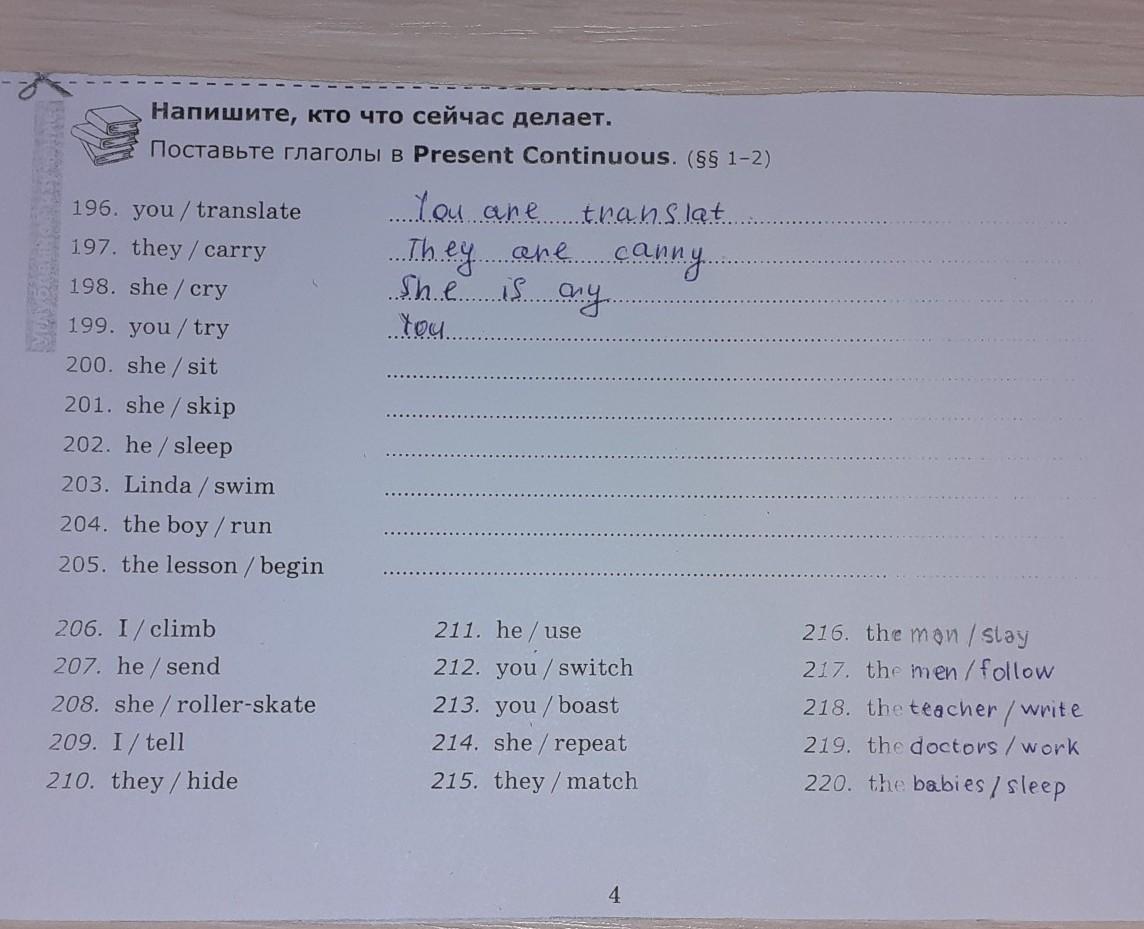 Напишите, кто что сейчас делает.
Поставьте глаголы в Present Continuous. (§§ 1–2)
196. you / translate You are translat
197. they / carry They are carry
198. she / cry She is cry
199. you / try You
200. she / sit
201. she / skip
202. he / sleep
203. Linda / swim
204. the boy / run
205. the lesson / begin
206. I / climb
207. he / send
208. she / roller-skate
209. I / tell
210. they / hide
211. he / use
212. you / switch
213. you / boast
214. she / repeat
215. they / match
216. the man / stay
217. the men / follow
218. the teacher / write
219. the doctors / work
220. the babies / sleep
4